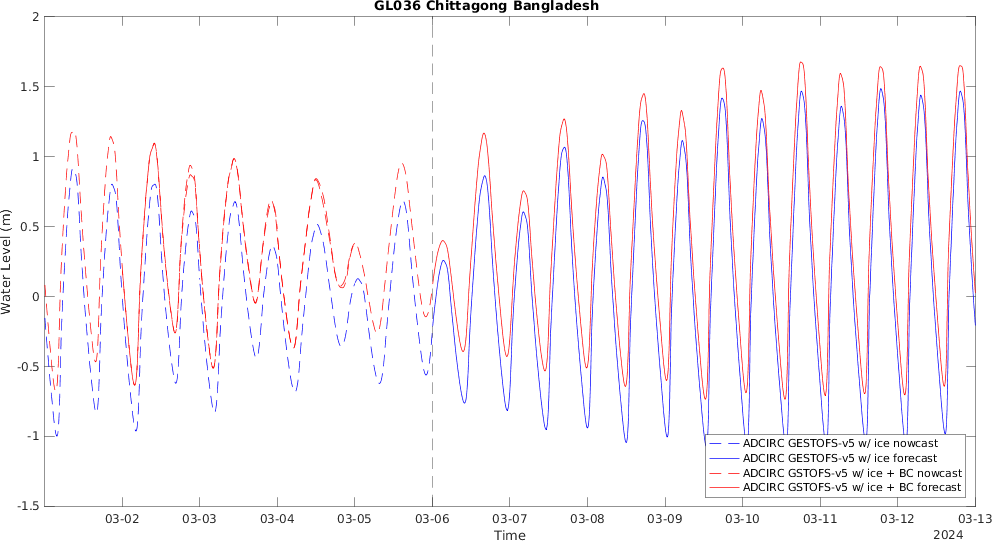 GL036 Chittagong Bangladesh
2
1.5
1
0.5
0
-0.5
-1
-1.5
Water Level (m)
ADCIRC GESTOFS-v5 w/ ice nowcast
ADCIRC GESTOFS-v5 w/ ice forecast
ADCIRC GSTOFS-v5 w/ ice + BC nowcast
ADCIRC GSTOFS-v5 w/ ice + BC forecast
03-02 03-03 03-04 03-05 03-06 03-07 03-08 03-09 03-10 03-11 03-12 03-13
Time
2024